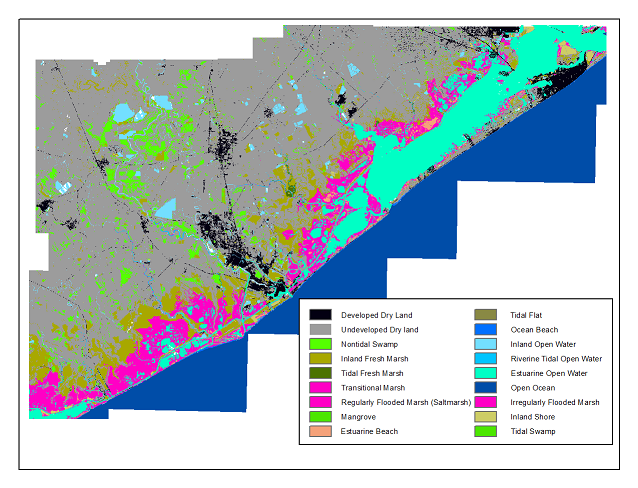 Developed Dry Land
Undeveloped Dry land
Nontidal Swamp
Inland Fresh Marsh
Tidal Fresh Marsh
Transitional Marsh
Regularly Flooded Marsh (Saltmarsh)
Mangrove
Estuarine Beach
Tidal Flat
Ocean Beach
Inland Open Water
Riverine Tidal Open Water
Estuarine Open Water
Open Ocean
Irregularly Flooded Marsh
Inland Shore
Tidal Swamp